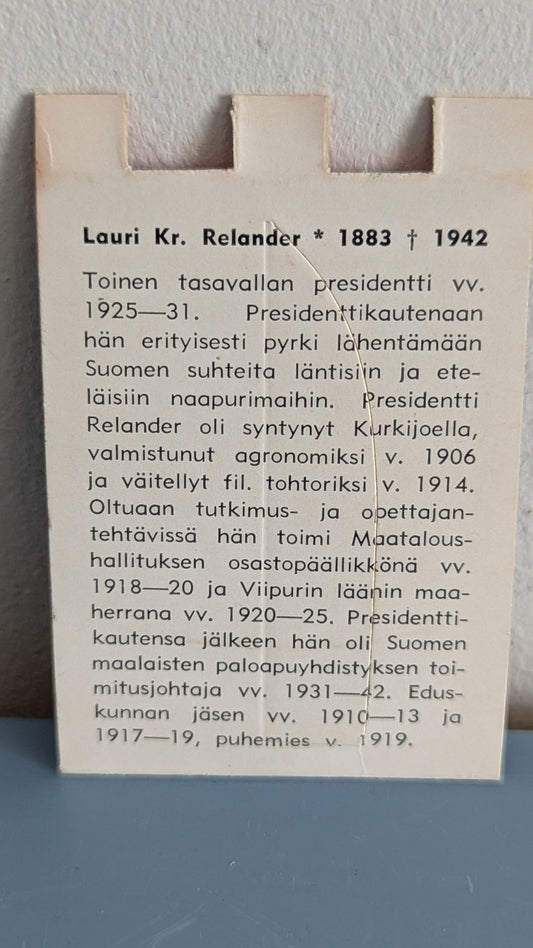 Lauri Kr. Relander * 1883 † 1942
Toinen tasavallan presidentti vv.
1925—31. Presidenttikautenaan
hän erityisesti pyrki lähentämään
Suomen suhteita läntisiin ja ete-
läisiin naapurimaihin. Presidentti
Relander oli syntynyt Kurkijoella,
valmistunut agronomiksi v. 1906
ja väitellyt fil. tohtoriksi v. 1914.
Oltuaan tutkimus- ja opettajan-
tehtävissä hän toimi Maatalous-
hallituksen osastopäällikkönä vv.
1918—20 ja Viipurin läänin maa-
herrana vv. 1920—25. Presidentti-
kautensa jälkeen hän oli Suomen
maalaisten paloapuyhdistyksen toi-
mitusjohtaja vv. 1931—42. Edus-
kunnan jäsen vv. 1910—13 ja
1917—19, puhemies v. 1919.